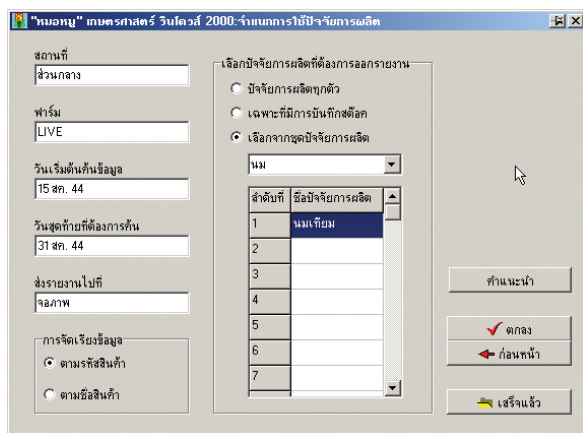 "หมอหมู" เกษตรศาสตร์ วินโดวส์ 2000:จำแนกการใช้ปัจจัยการผลิต
สถานที่
ส่วนกลาง
ฟาร์ม
LIVE
วันเริ่มต้นค้นข้อมูล
15 สค. 44
วันสุดท้ายที่ต้องการค้น
31 สค. 44
ส่งรายงานไปที่
จอภาพ
การจัดเรียงข้อมูล
ตามรหัสสินค้า
ตามชื่อสินค้า
เลือกปัจจัยการผลิตที่ต้องการออกรายงาน
ปัจจัยการผลิตทุกตัว
เฉพาะที่มีการบันทึกสต๊อก
เลือกจากชุดปัจจัยการผลิต
นม
ลำดับที่ ชื่อปัจจัยการผลิต
1 นมเทียม
2
3
4
5
6
7
คำแนะนำ
ตกลง
ก่อนหน้า
เสร็จแล้ว